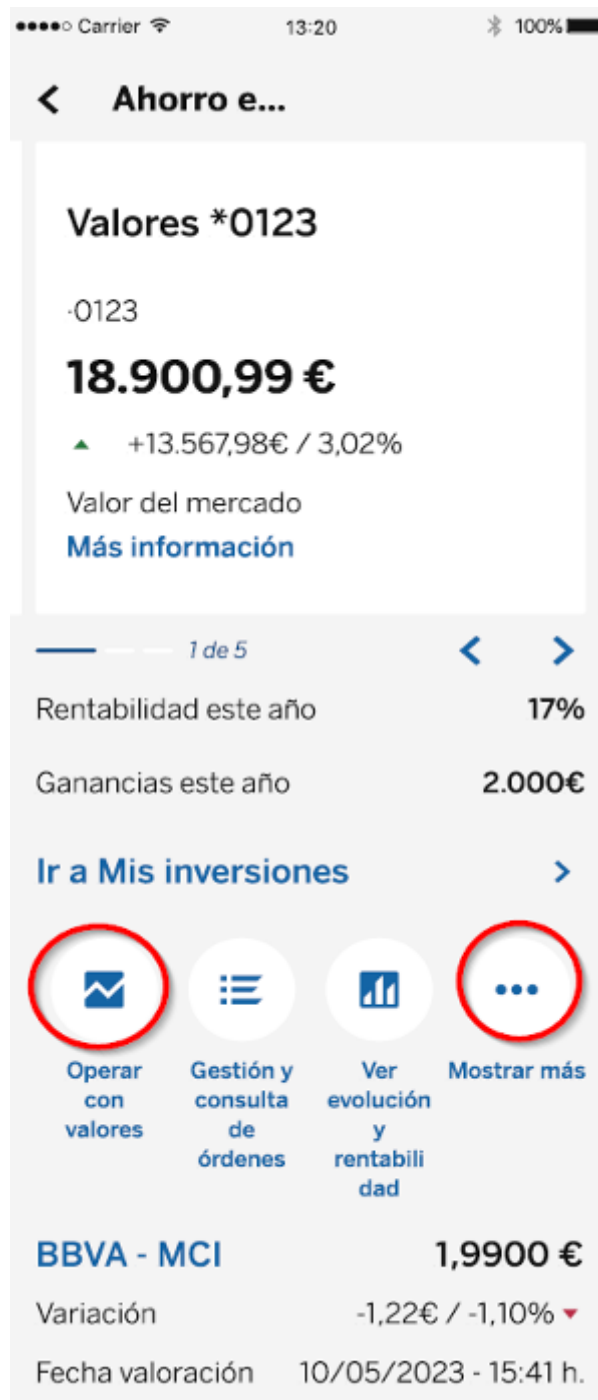 Carrier 13:20 100%
Ahorro e...
Valores *0123
·0123
18.900,99 €
+13.567,98€ / 3,02%
Valor del mercado
Más información
1 de 5
Rentabilidad este año 17%
Ganancias este año 2.000€
Ir a Mis inversiones
Operar con valores
Gestión y consulta de órdenes
Ver evolución y rentabili dad
Mostrar más
BBVA - MCI 1,9900 €
Variación -1,22€ / -1,10%
Fecha valoración 10/05/2023 - 15:41 h.